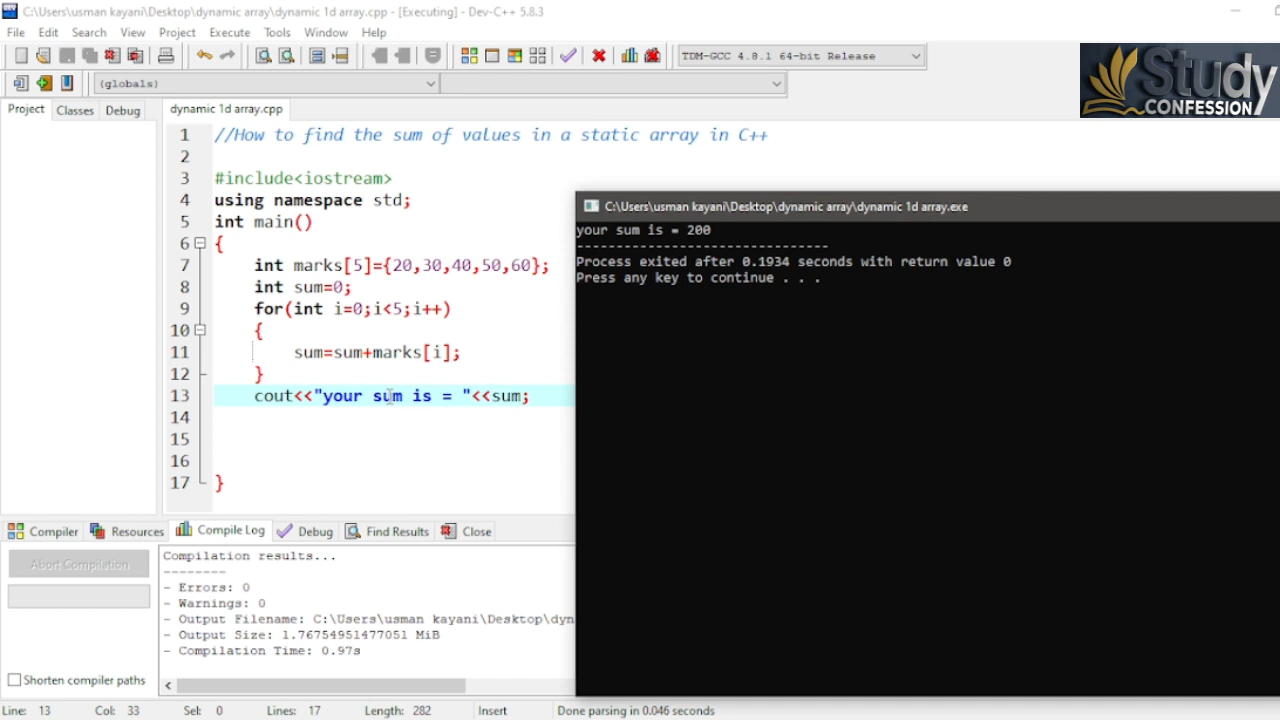 C:\Users\usman kayani\Desktop\dynamic array\dynamic 1d array.cpp - [Executing] - Dev-C++ 5.8.3
File Edit Search View Project Execute Tools Window Help
TDM-GCC 4.8.1 64-bit Release
(globals)
Study
CONFESSION
Project Classes Debug
dynamic 1d array.cpp
1 //How to find the sum of values in a static array in C++
2
3 #include<iostream>
4 using namespace std;
5 int main()
6 {
7 int marks[5]={20,30,40,50,60};
8 int sum=0;
9 for(int i=0;i<5;i++)
10 {
11 sum=sum+marks[i];
12 }
13 cout<<"your sum is = "<<sum;
14
15
16
17 }
C:\Users\usman kayani\Desktop\dynamic array\dynamic 1d array.exe
your sum is = 200
--------------------------------
Process exited after 0.1934 seconds with return value 0
Press any key to continue . . .
Compiler Resources Compile Log Debug Find Results Close
Abort Compilation
Compilation results...
--------
- Errors: 0
- Warnings: 0
- Output Filename: C:\Users\usman kayani\Desktop\dyn
- Output Size: 1.76754951477051 MiB
- Compilation Time: 0.97s
Shorten compiler paths
Line: 13 Col: 33 Sel: 0 Lines: 17 Length: 282 Insert Done parsing in 0.046 seconds